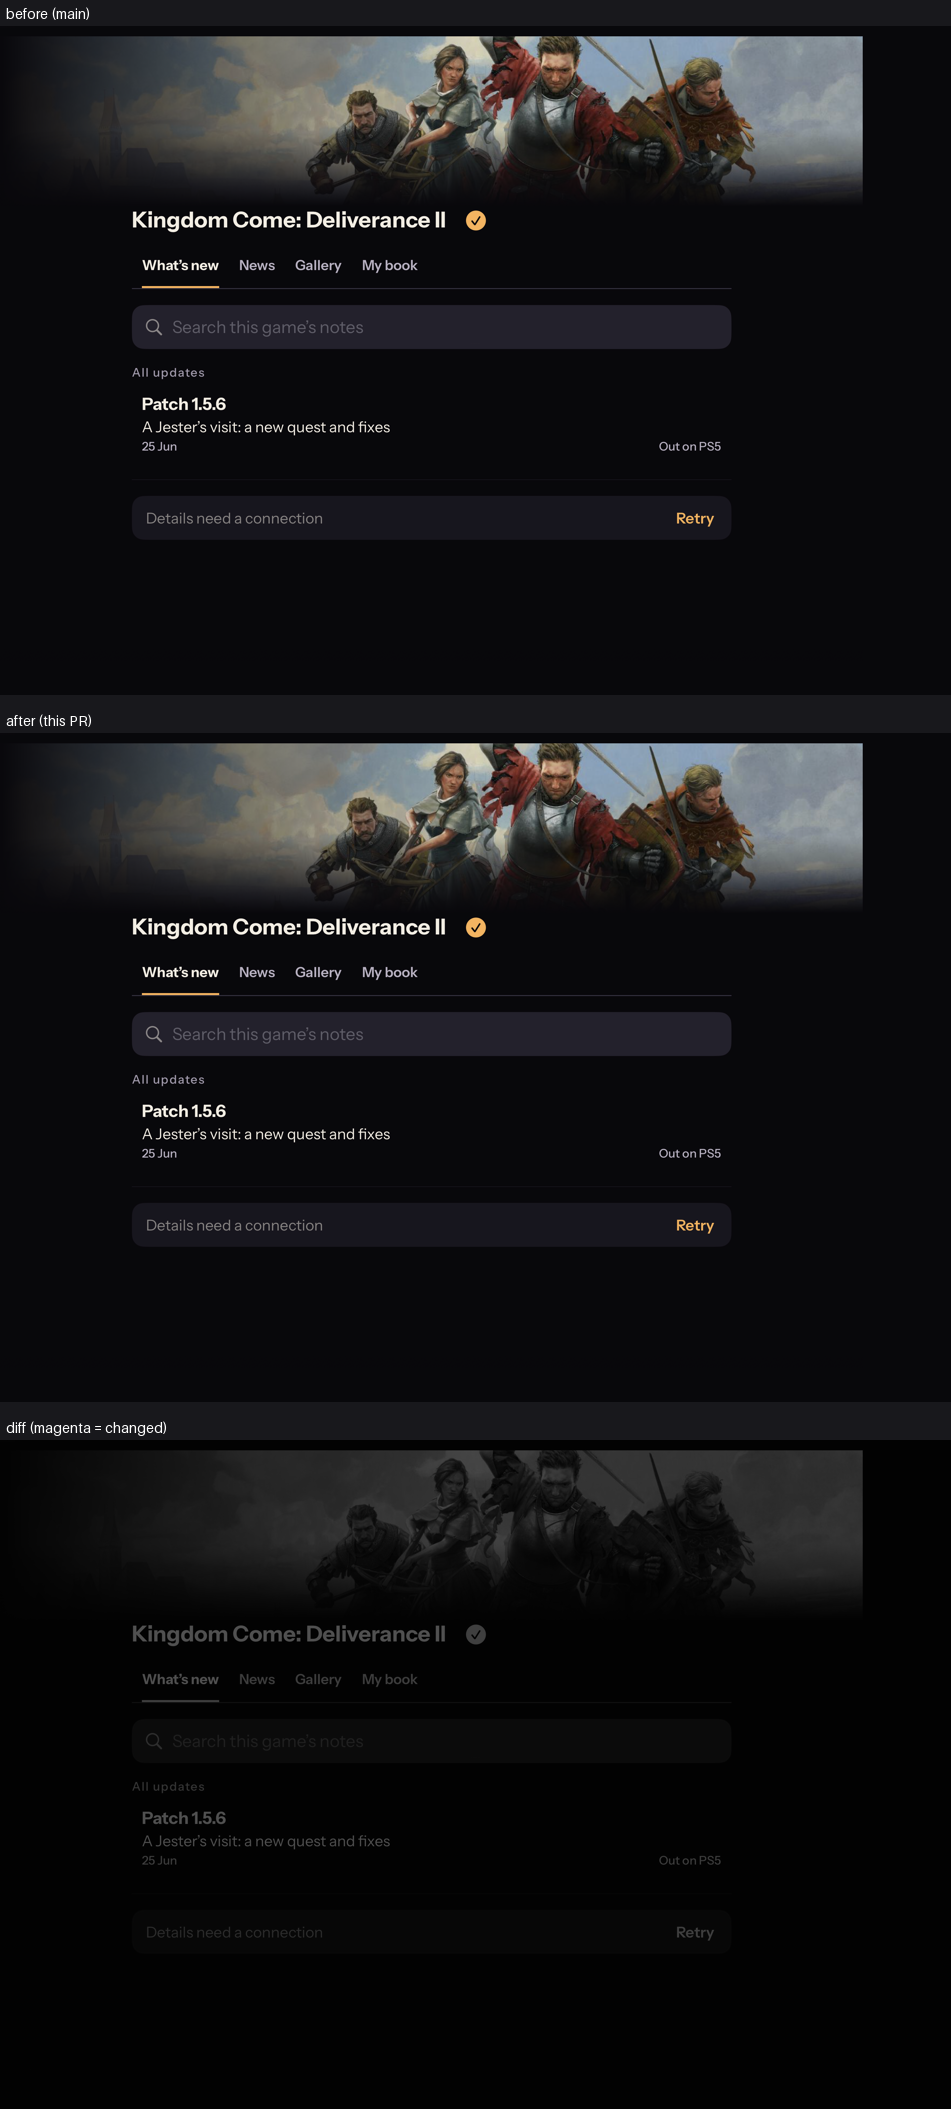 before (main)
Kingdom Come: Deliverance II
What's new News Gallery My book
Search this game's notes
All updates
Patch 1.5.6
A Jester's visit: a new quest and fixes
25 Jun Out on PS5
Details need a connection Retry
after (this PR)
Kingdom Come: Deliverance II
What's new News Gallery My book
Search this game's notes
All updates
Patch 1.5.6
A Jester's visit: a new quest and fixes
25 Jun Out on PS5
Details need a connection Retry
diff (magenta = changed)
Kingdom Come: Deliverance II
What's new News Gallery My book
Search this game's notes
All updates
Patch 1.5.6
A Jester's visit: a new quest and fixes
25 Jun Out on PS5
Details need a connection Retry